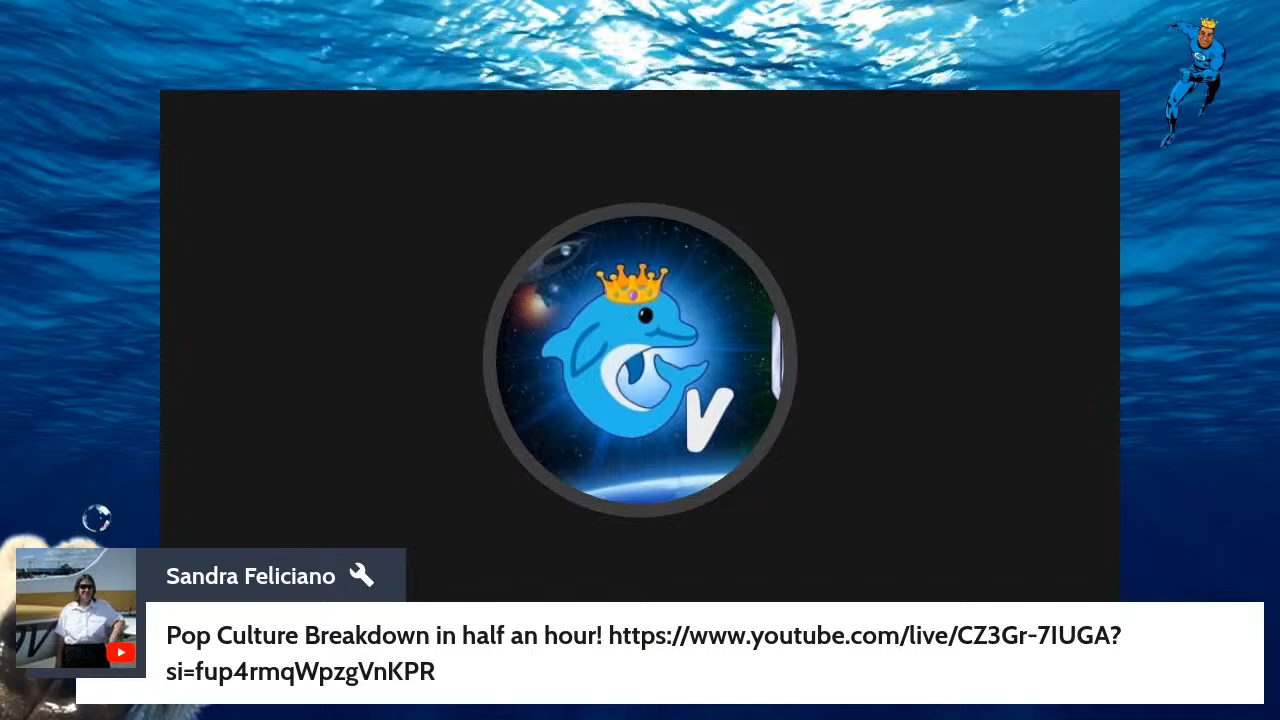 V
Sandra Feliciano
Pop Culture Breakdown in half an hour! https://www.youtube.com/live/CZ3Gr-7IUGA?
si=fup4rmqWpzgVnKPR